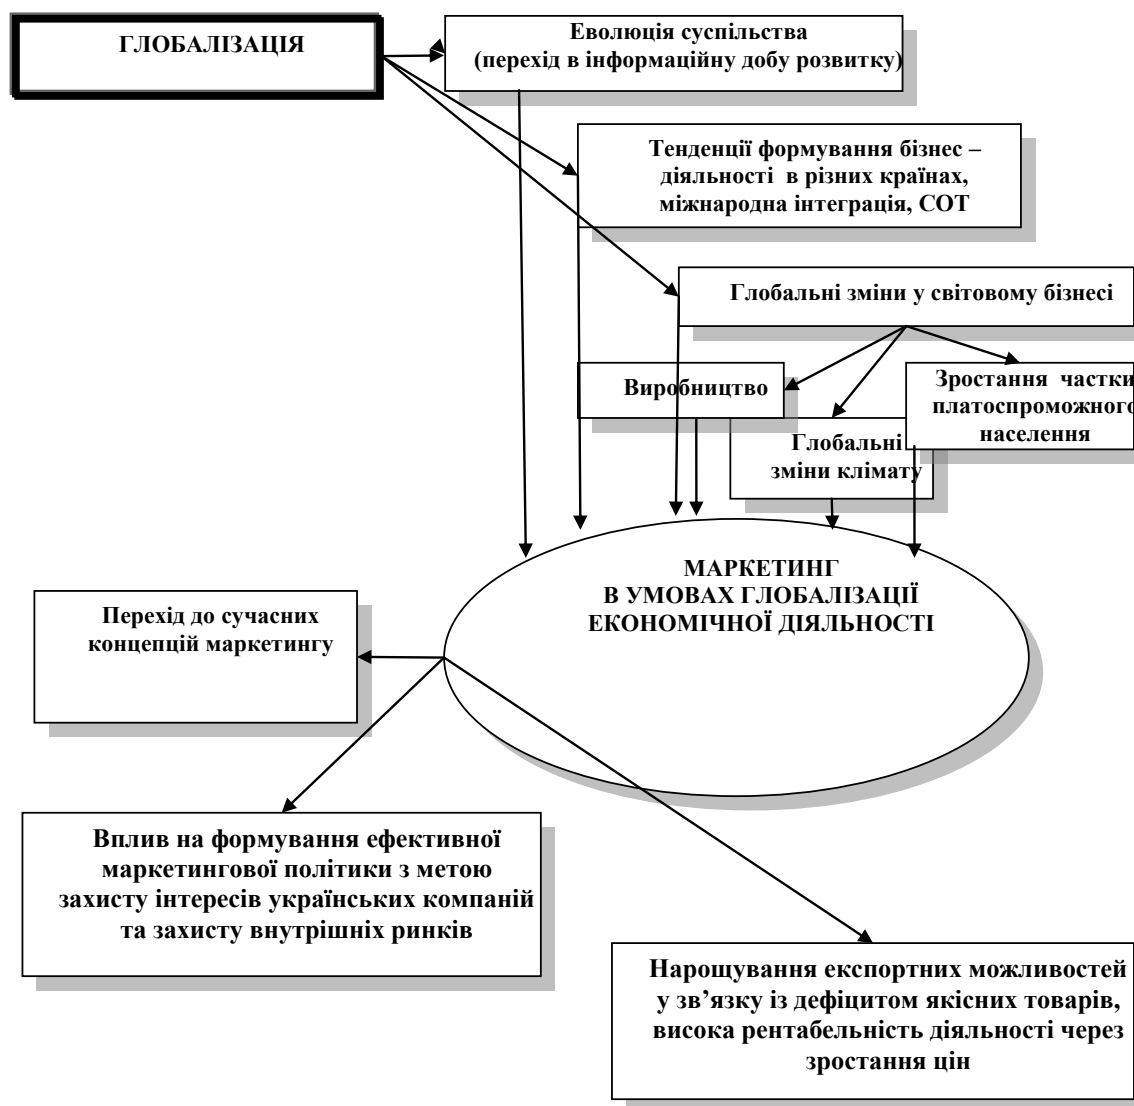 ГЛОБАЛІЗАЦІЯ
Еволюція суспільства
(перехід в інформаційну добу розвитку)
Тенденції формування бізнес –
діяльності в різних країнах,
міжнародна інтеграція, СОТ
Глобальні зміни у світовому бізнесі
Виробництво
Зростання частки
платоспроможного
населення
Глобальні
зміни клімату
МАРКЕТИНГ
В УМОВАХ ГЛОБАЛІЗАЦІЇ
ЕКОНОМІЧНОЇ ДІЯЛЬНОСТІ
Перехід до сучасних
концепцій маркетингу
Вплив на формування ефективної
маркетингової політики з метою
захисту інтересів українських компаній
та захисту внутрішніх ринків
Нарощування експортних можливостей
у зв’язку із дефіцитом якісних товарів,
висока рентабельність діяльності через
зростання цін